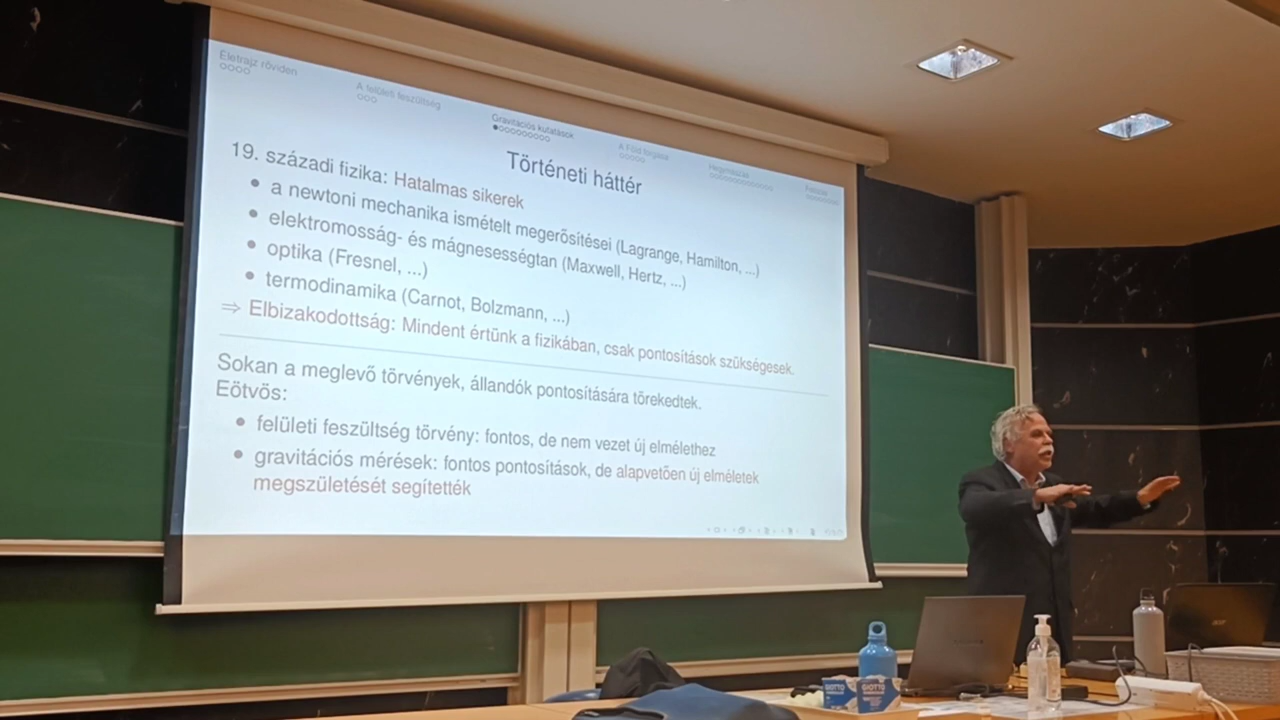 Életrajz röviden
A felületi feszültség
Gravitációs kutatások
A Föld forgása
Történeti háttér
19. századi fizika: Hatalmas sikerek
• a newtoni mechanika ismételt megerősítései (Lagrange, Hamilton, ...)
• elektromosság- és mágnesességtan (Maxwell, Hertz, ...)
• optika (Fresnel, ...)
• termodinamika (Carnot, Bolzmann, ...)
⇒ Elbizakodottság: Mindent értünk a fizikában, csak pontosítások szükségesek.
Sokan a meglevő törvények, állandók pontosítására törekedtek.
Eötvös:
• felületi feszültség törvény: fontos, de nem vezet új elmélethez
• gravitációs mérések: fontos pontosítások, de alapvetően új elméletek
megszületését segítették
GIOTTO
GIOTTO
acer